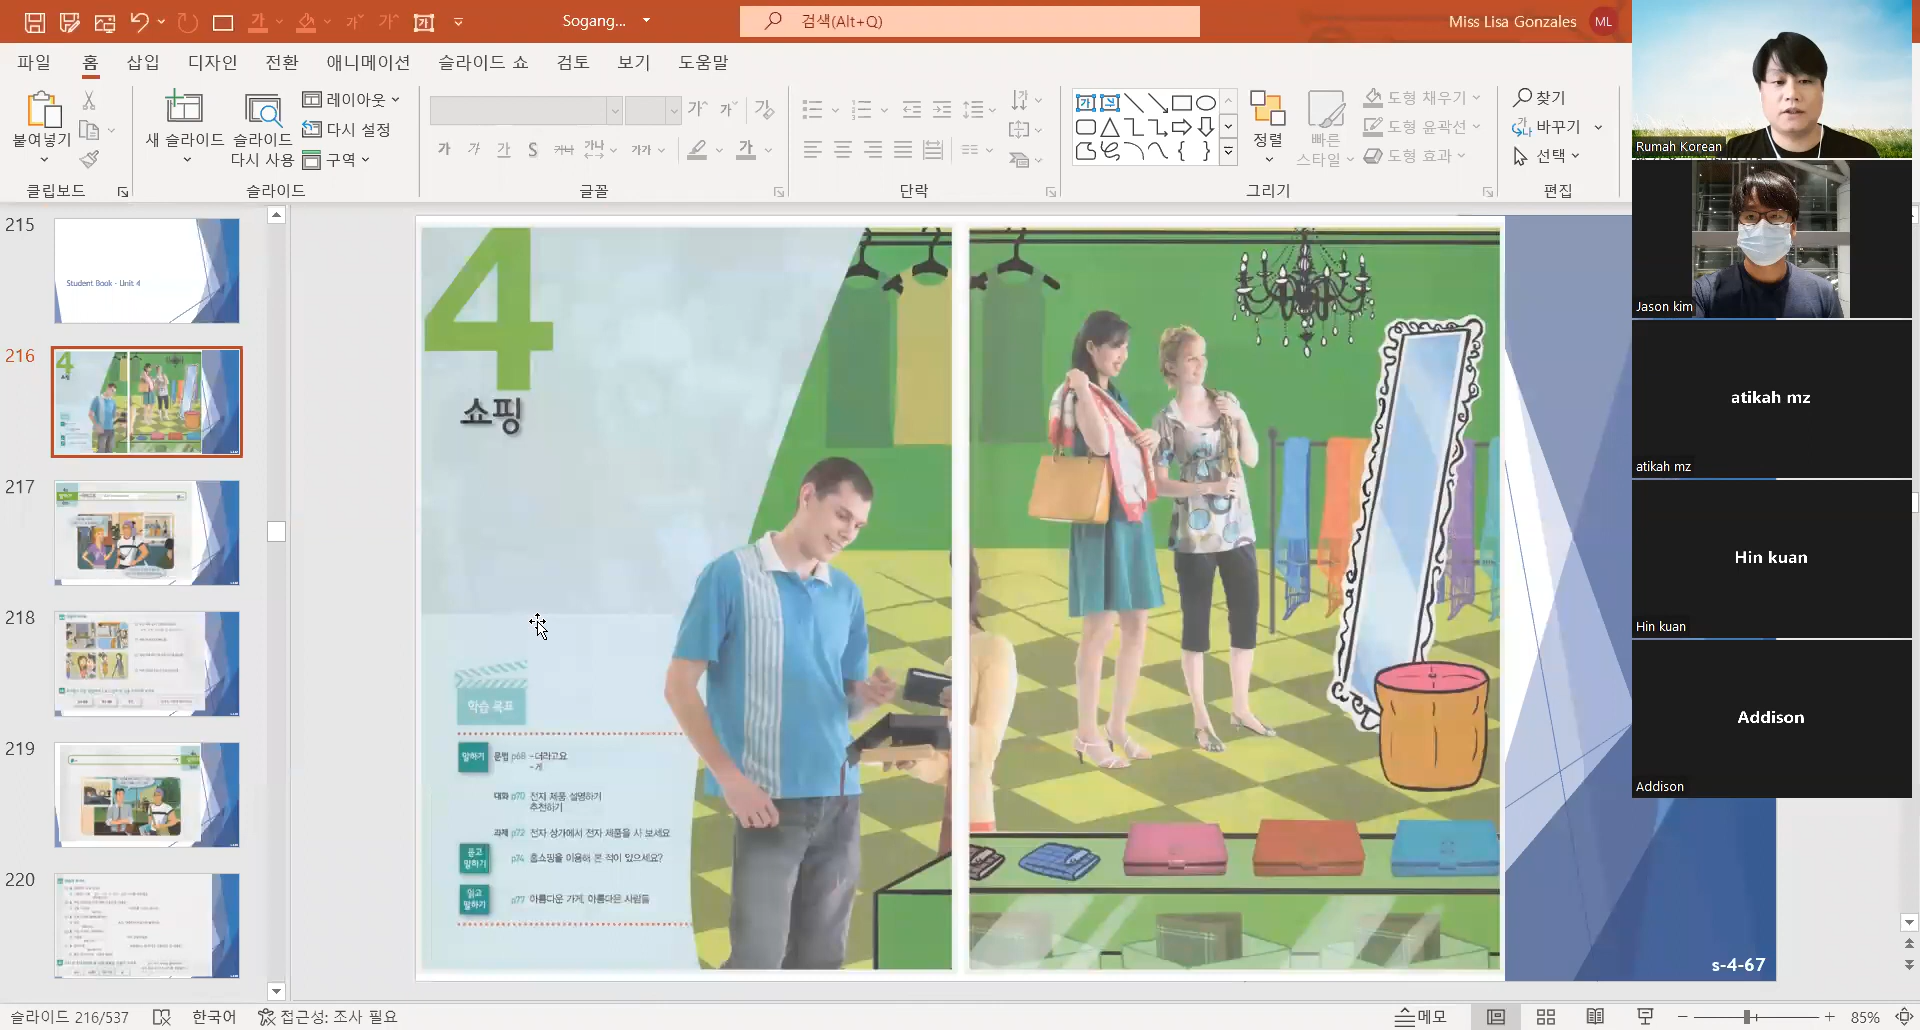 Sogang...
검색(Alt+Q)
Miss Lisa Gonzales
ML
파일
홈
삽입
디자인
전환
애니메이션
슬라이드 쇼
검토
보기
도움말
붙여넣기
새 슬라이드
슬라이드
다시 사용
레이아웃
다시 설정
구역
정렬
빠른
스타일
도형 채우기
도형 윤곽선
도형 효과
찾기
바꾸기
선택
클립보드
슬라이드
글꼴
단락
그리기
편집
215
Student Book - Unit 4
216
217
218
219
220
4
쇼핑
학습 목표
말하기
문법 p68 -더라고요
-게
대화 p70 전자 제품 설명하기
추천하기
과제 p72 전자 상가에서 전자 제품을 사 보세요
듣고
말하기
p74 홈쇼핑을 이용해 본 적이 있으세요?
읽고
말하기
p77 아름다운 가게, 아름다운 사람들
s-4-67
Rumah Korean
Jason kim
atikah mz
atikah mz
Hin kuan
Hin kuan
Addison
Addison
슬라이드 216/537
한국어
접근성: 조사 필요
메모
85%